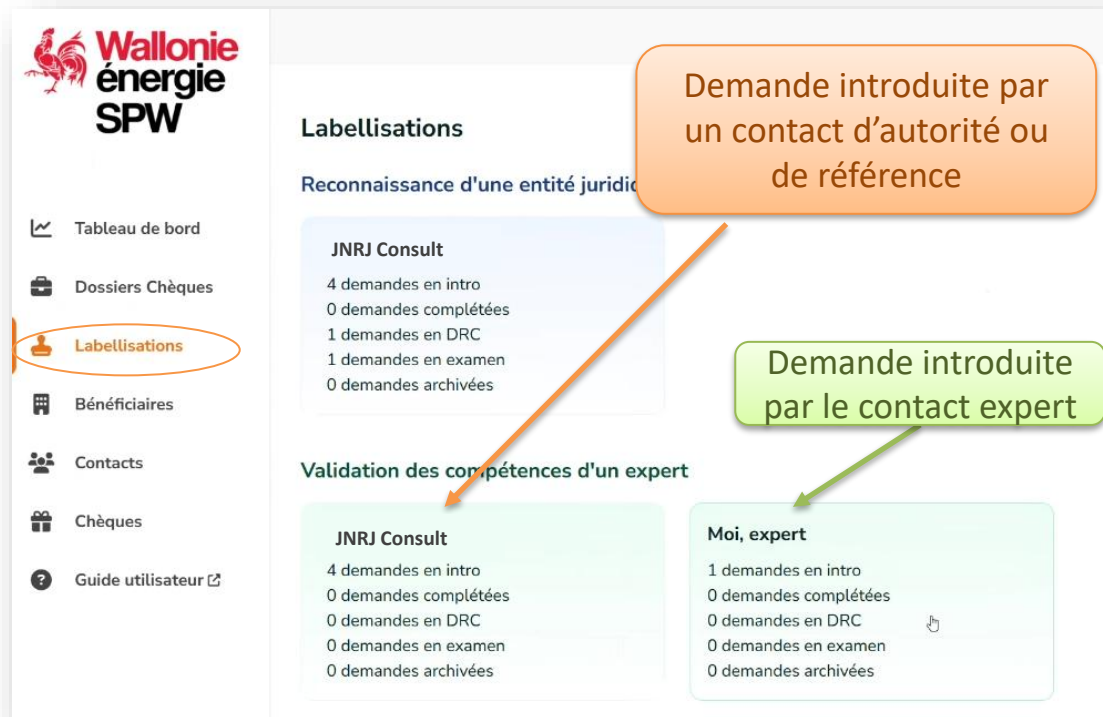 Wallonie
énergie
SPW
Tableau de bord
Dossiers Chèques
Labellisations
Bénéficiaires
Contacts
Chèques
Guide utilisateur
Labellisations
Reconnaissance d'une entité juridi
JNRJ Consult
4 demandes en intro
0 demandes complétées
1 demandes en DRC
1 demandes en examen
0 demandes archivées
Demande introduite par
un contact d’autorité ou
de référence
Demande introduite
par le contact expert
Validation des compétences d'un expert
JNRJ Consult
4 demandes en intro
0 demandes complétées
0 demandes en DRC
0 demandes en examen
0 demandes archivées
Moi, expert
1 demandes en intro
0 demandes complétées
0 demandes en DRC
0 demandes en examen
0 demandes archivées